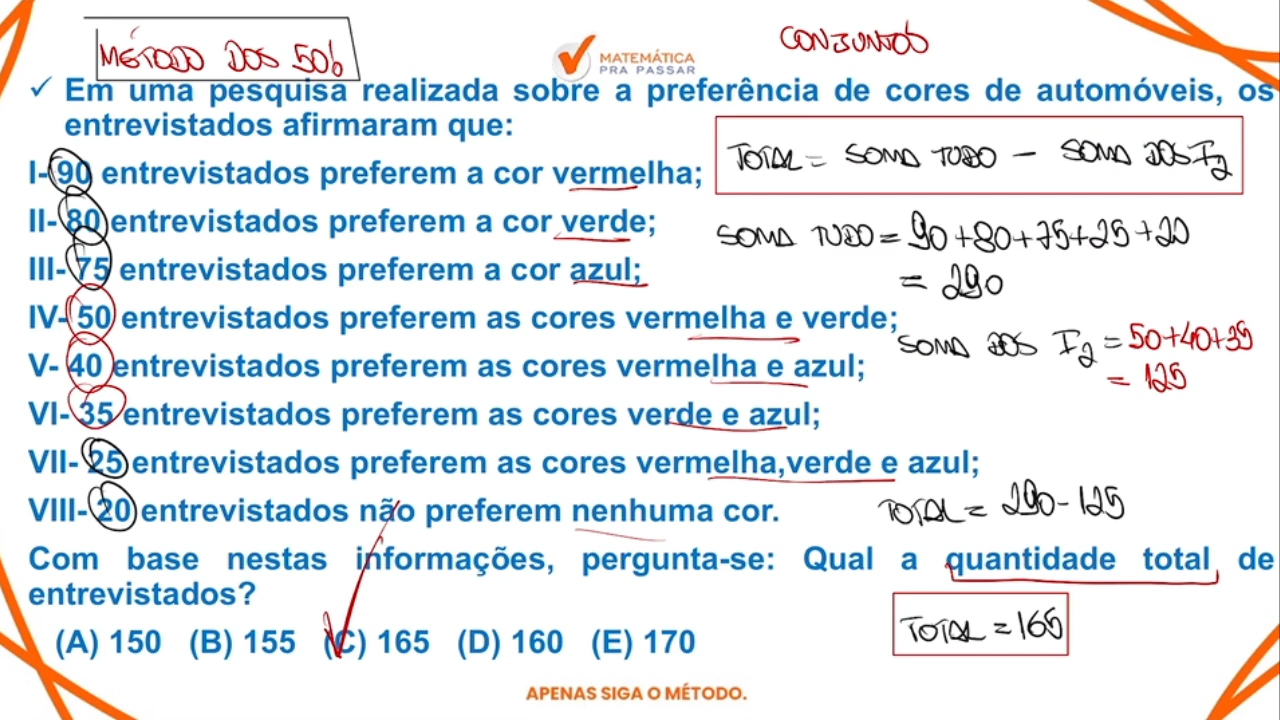 MÉTODO DOS 50!
MATEMÁTICA
PRA PASSAR
CONJUNTOS
✓ Em uma pesquisa realizada sobre a preferência de cores de automóveis, os
entrevistados afirmaram que:
TOTAL = SOMA TUDO - SOMA DOS I2
I- 90 entrevistados preferem a cor vermelha;
II- 80 entrevistados preferem a cor verde;
SOMA TUDO = 90+80+75+25+20
III- 75 entrevistados preferem a cor azul;
= 290
IV- 50 entrevistados preferem as cores vermelha e verde;
SOMA DOS I2 = 50+40+35
V- 40 entrevistados preferem as cores vermelha e azul;
= 125
VI- 35 entrevistados preferem as cores verde e azul;
VII- 25 entrevistados preferem as cores vermelha,verde e azul;
VIII- 20 entrevistados não preferem nenhuma cor.
TOTAL = 290-125
Com base nestas informações, pergunta-se: Qual a quantidade total de
entrevistados?
TOTAL = 165
(A) 150 (B) 155 (C) 165 (D) 160 (E) 170
APENAS SIGA O MÉTODO.